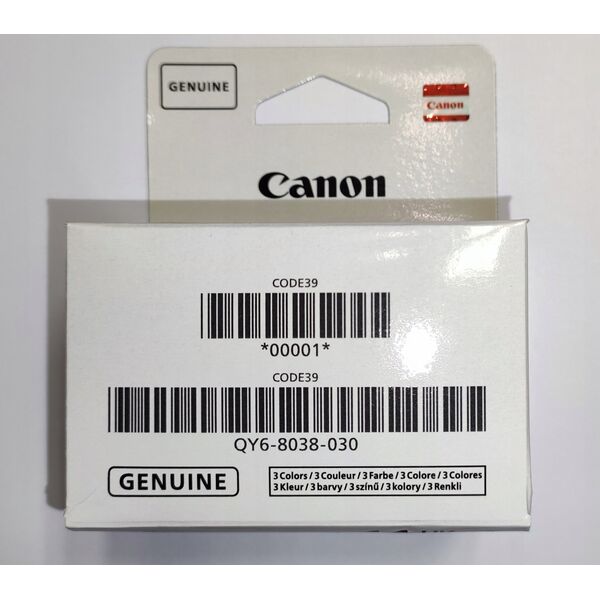 GENUINE
Canon
Canon
CODE39
*00001*
CODE39
QY6-8038-030
GENUINE
3 Colors / 3 Couleur / 3 Farbe / 3 Colore / 3 Colores
3 Kleur / 3 barvy / 3 színű / 3 kolory / 3 Renkli